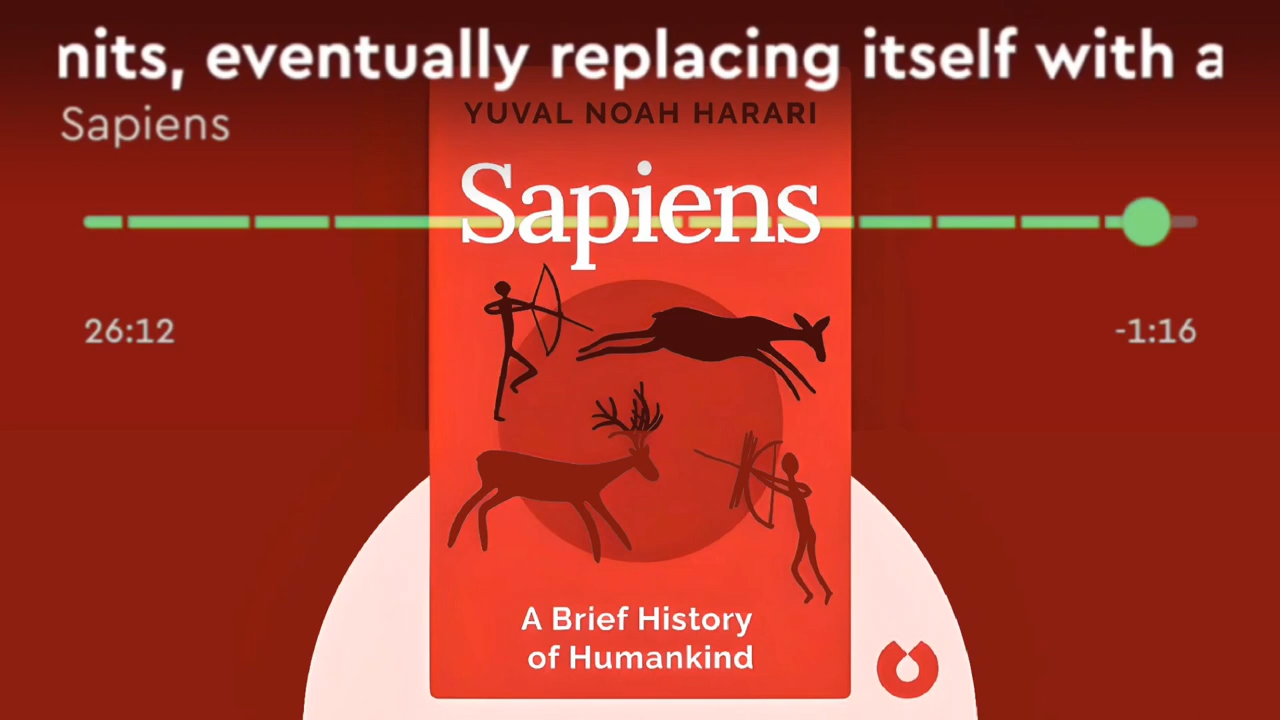 nits, eventually replacing itself with a
Sapiens
YUVAL NOAH HARARI
Sapiens
26:12
-1:16
A Brief History
of Humankind